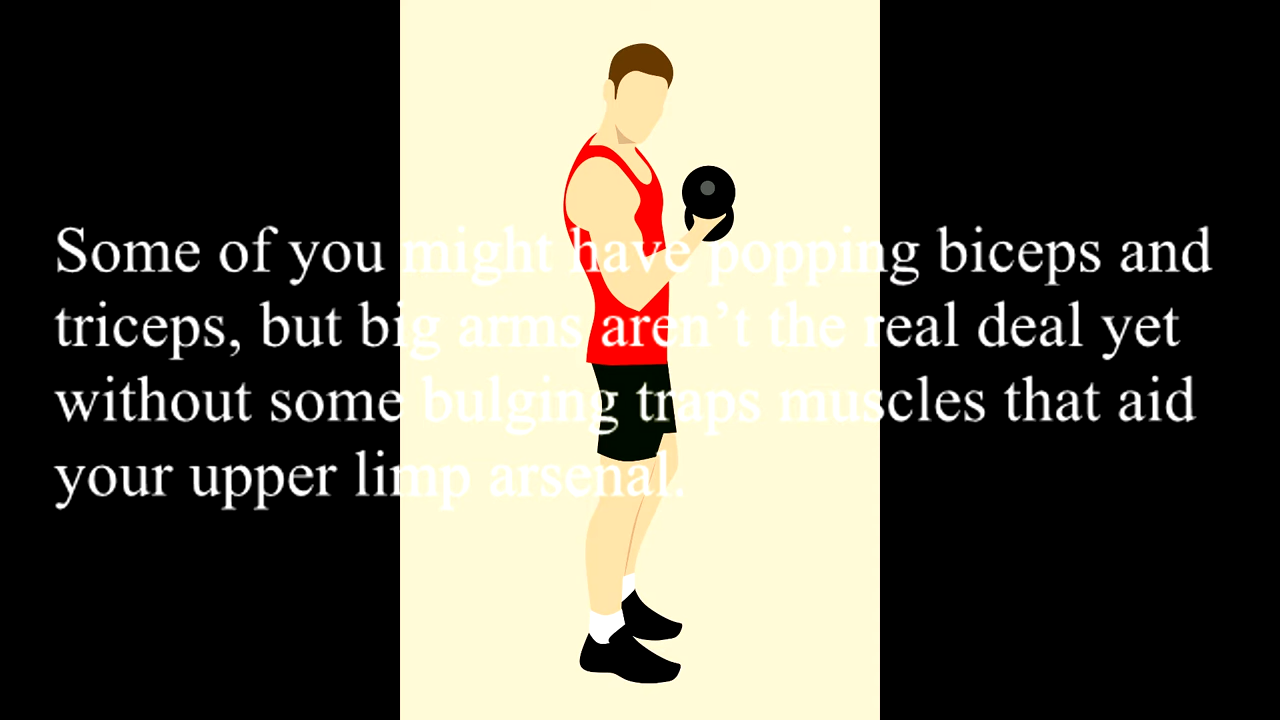 Some of you might have popping biceps and
triceps, but big arms aren’t the real deal yet
without some bulging traps muscles that aid
your upper limp arsenal.